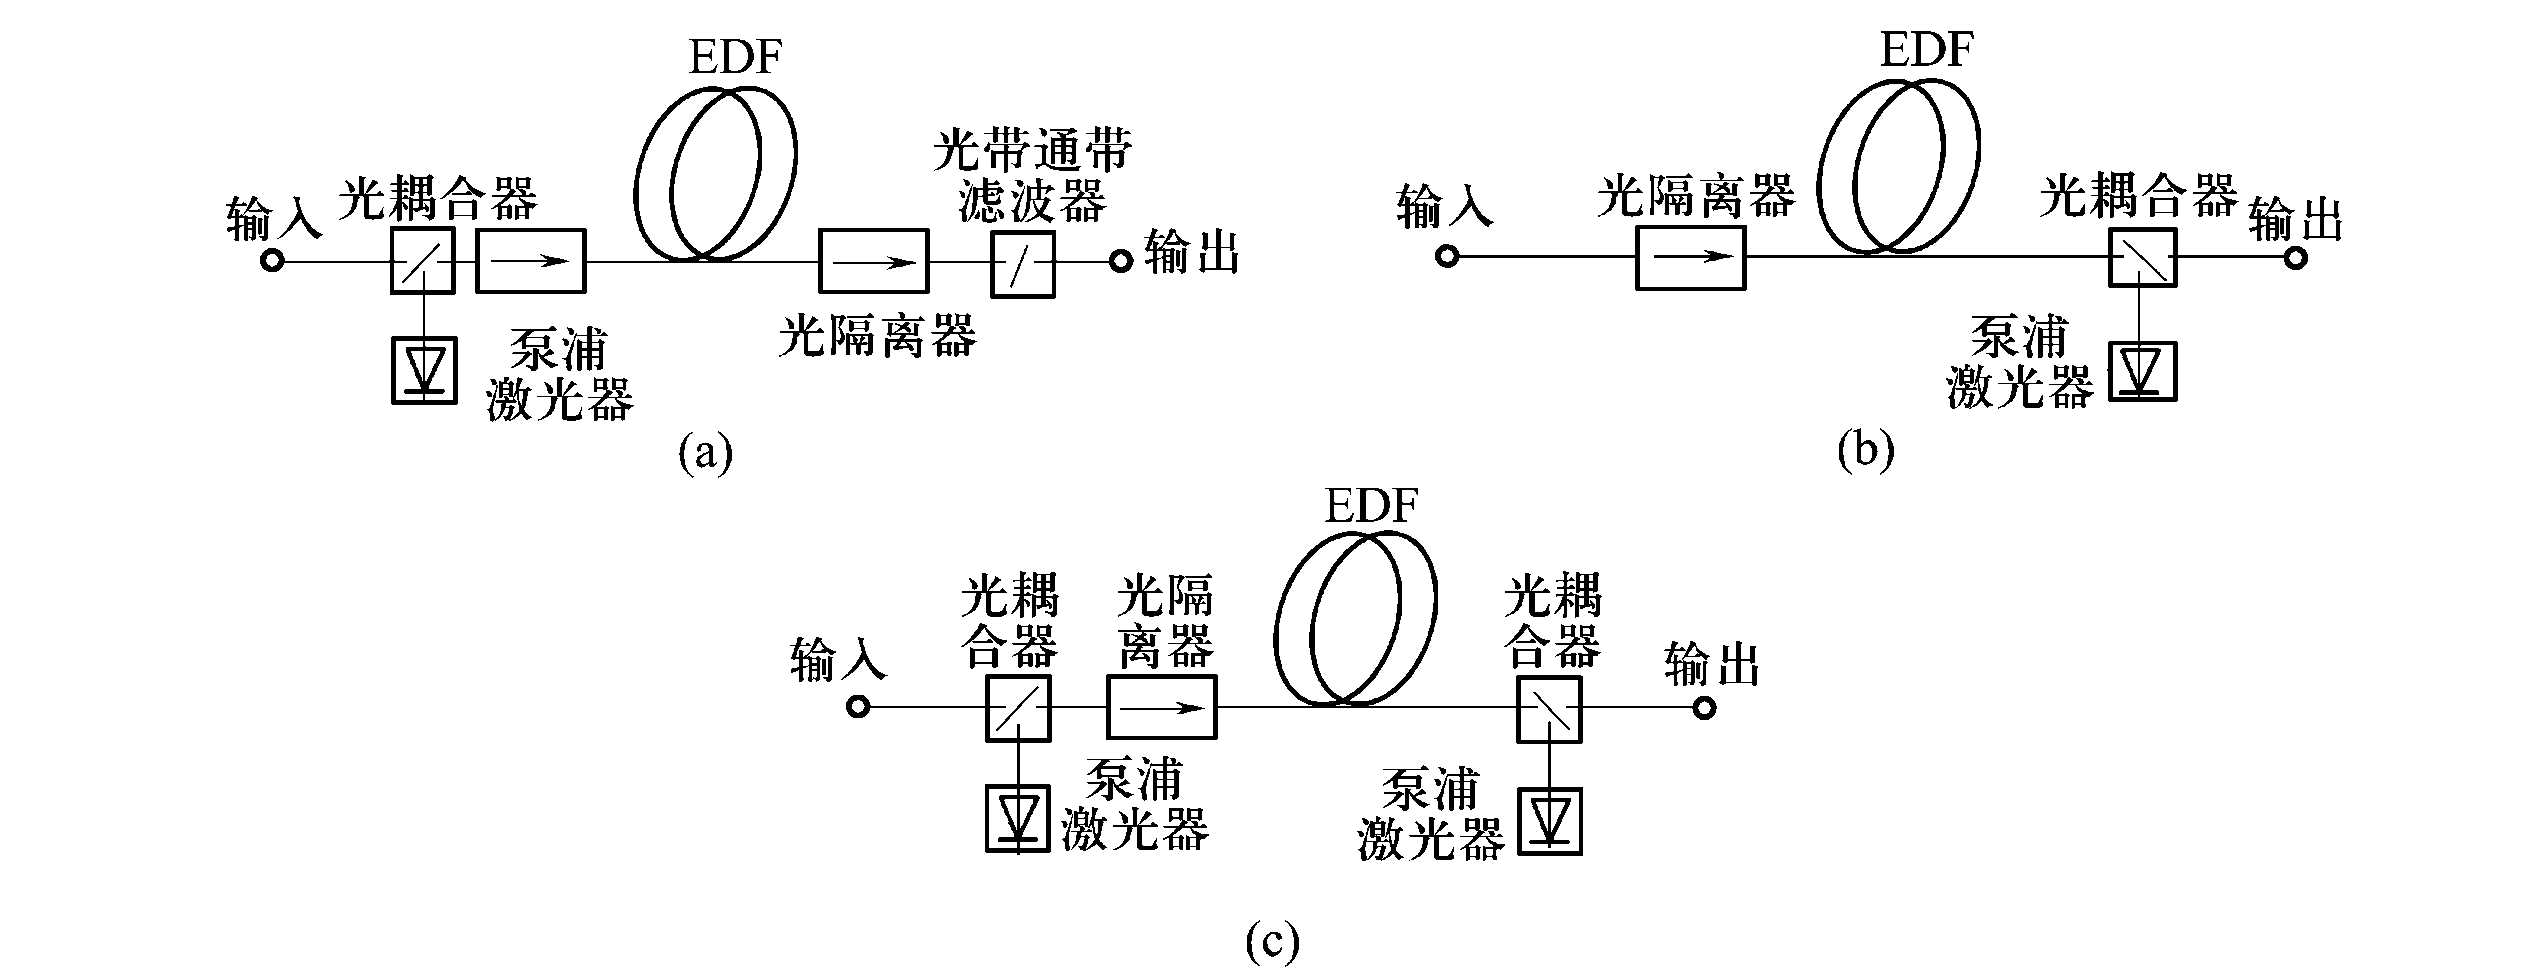 EDF
光带通带
滤波器
光耦合器
输入
输出
光隔离器
泵浦
激光器
(a)
EDF
输入
光隔离器
光耦合器
输出
泵浦
激光器
(b)
EDF
光耦
合器
光隔
离器
光耦
合器
输入
输出
泵浦
激光器
泵浦
激光器
(c)